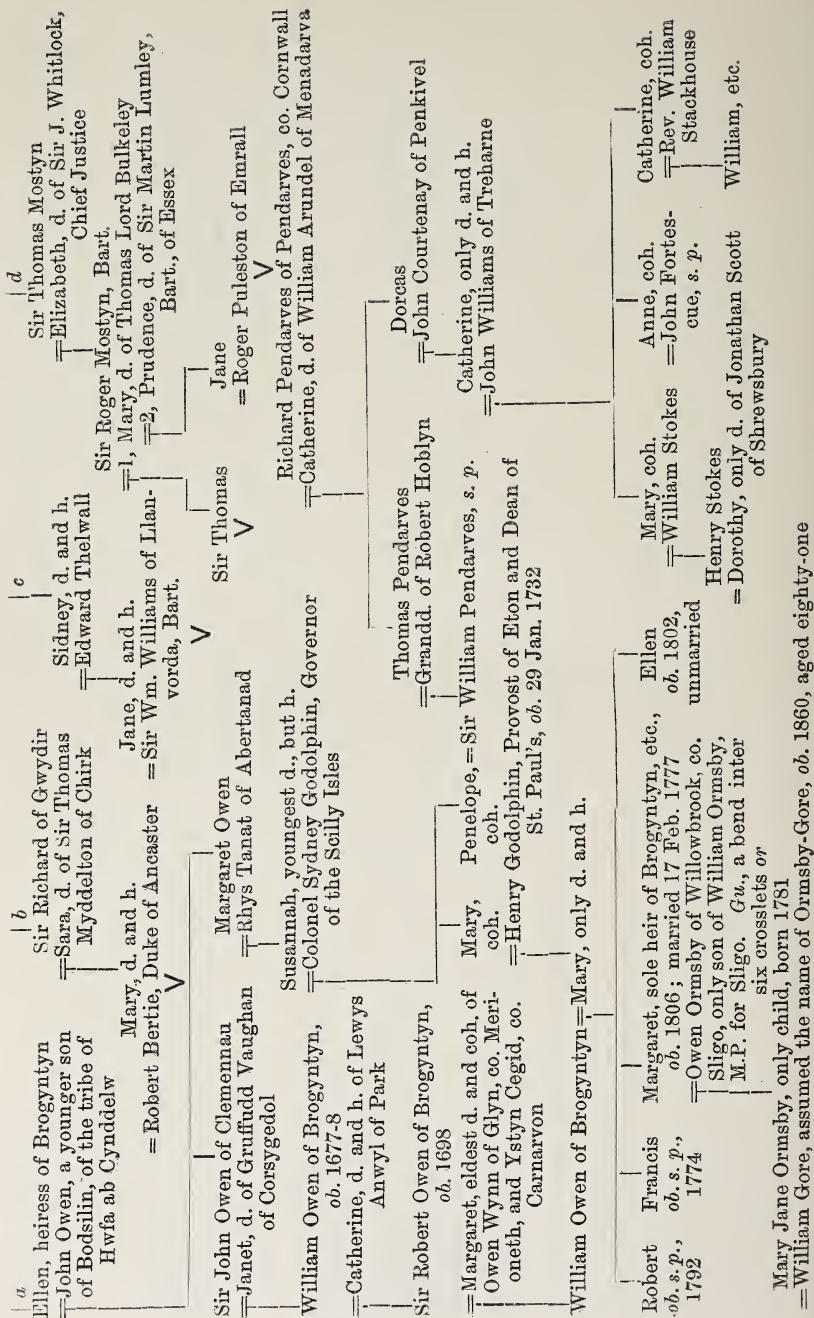 a
Ellen, heiress of Brogyntyn
=John Owen, a younger son
of Bodsilin, of the tribe of
Hwfa ab Cynddelw
b
Sir Richard of Gwydir
=Sara, d. of Sir Thomas
Myddelton of Chirk
Mary, d. and h.
=Robert Bertie, Duke of Ancaster
V
c
Sidney, d. and h.
=Edward Thelwall
Jane, d. and h.
=Sir Wm. Williams of Llan-
vorda, Bart.
V
d
Sir Thomas Mostyn
=Elizabeth, d. of Sir J. Whitlock,
Chief Justice
Sir Roger Mostyn, Bart.
=1, Mary, d. of Thomas Lord Bulkeley
=2, Prudence, d. of Sir Martin Lumley,
Bart., of Essex
Sir Thomas
V
Jane
=Roger Puleston of Emrall
V
Sir John Owen of Clemennau
=Janet, d. of Gruffudd Vaughan
of Corsygedol
Margaret Owen
=Rhys Tanat of Abertanad
Susannah, youngest d., but h.
=Colonel Sydney Godolphin, Governor
of the Scilly Isles
Richard Pendarves of Pendarves, co. Cornwall
=Catherine, d. of William Arundel of Menadarva
William Owen of Brogyntyn,
ob. 1677-8
=Catherine, d. and h. of Lewys
Anwyl of Park
Thomas Pendarves
=Grandd. of Robert Hoblyn
Dorcas
=John Courtenay of Penkivel
Sir Robert Owen of Brogyntyn,
ob. 1698
=Margaret, eldest d. and coh. of
Owen Wynn of Glyn, co. Meri-
oneth, and Ystyn Cegid, co.
Carnarvon
Mary,
coh.
=Henry Godolphin, Provost of Eton and Dean of
St. Paul's, ob. 29 Jan. 1732
Penelope,
coh.
=Sir William Pendarves, s. p.
Catherine, only d. and h.
=John Williams of Treharne
William Owen of Brogyntyn=Mary, only d. and h.
Mary, coh.
=William Stokes
Anne, coh.
=John Fortes-
cue, s. p.
Catherine, coh.
=Rev. William
Stackhouse
Robert
ob. s. p.,
1792
Francis
ob. s. p.,
1774
Margaret, sole heir of Brogyntyn, etc.,
ob. 1806; married 17 Feb. 1777
=Owen Ormsby of Willowbrook, co.
Sligo, only son of William Ormsby,
M.P. for Sligo. Gu., a bend inter
six crosslets or
Ellen
ob. 1802,
unmarried
Henry Stokes
=Dorothy, only d. of Jonathan Scott
of Shrewsbury
William, etc.
Mary Jane Ormsby, only child, born 1781
=William Gore, assumed the name of Ormsby-Gore, ob. 1860, aged eighty-one